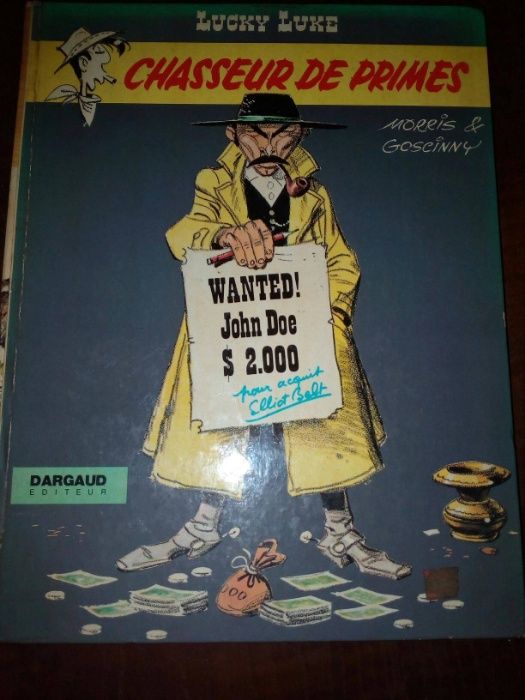 LUCKY LUKE
CHASSEUR DE PRIMES
MORRIS &
GOSCINNY
WANTED!
John Doe
$ 2.000
pour acquit
Elliot Belt
DARGAUD
EDITEUR